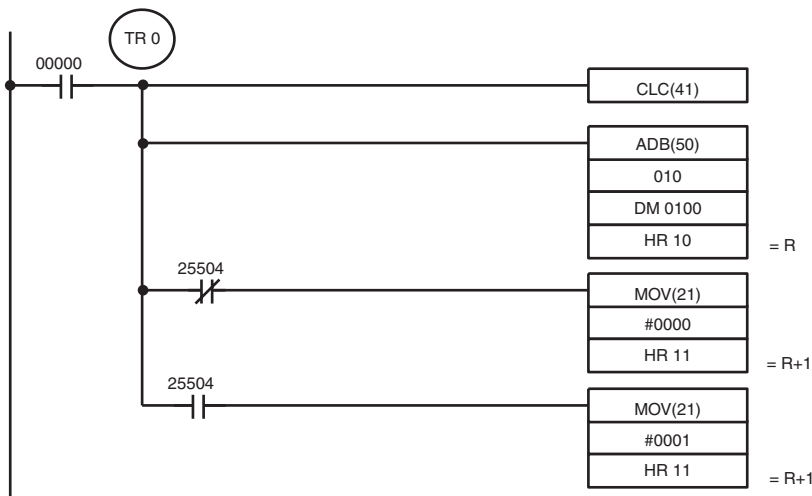 TR 0
00000
CLC(41)
ADB(50)
010
DM 0100
HR 10 = R
25504
MOV(21)
#0000
HR 11 = R+1
25504
MOV(21)
#0001
HR 11 = R+1